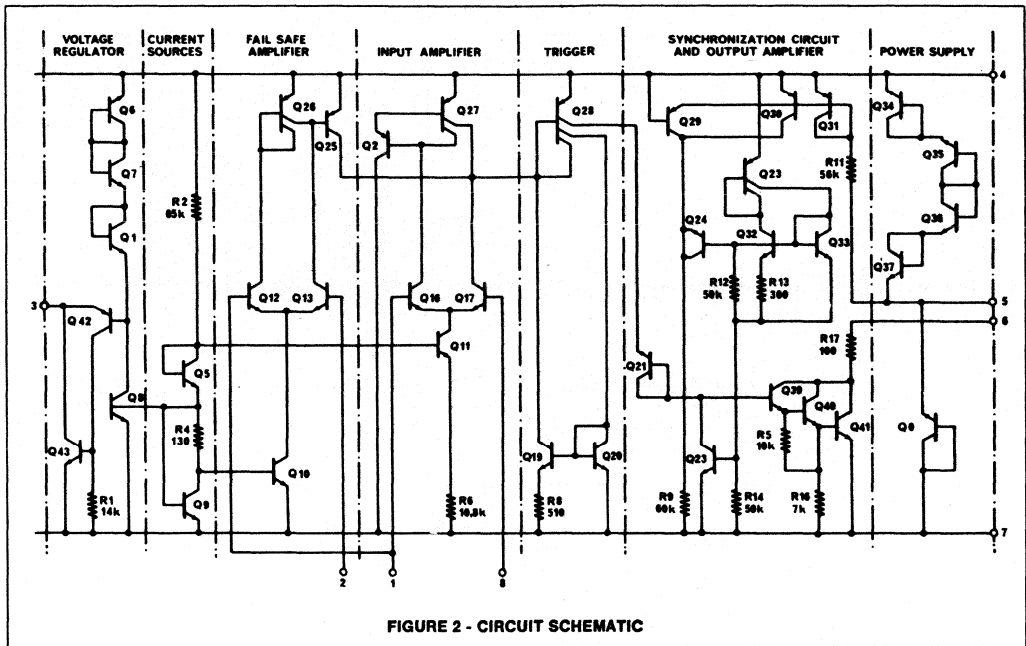 VOLTAGE REGULATOR
CURRENT SOURCES
FAIL SAFE AMPLIFIER
INPUT AMPLIFIER
TRIGGER
SYNCHRONIZATION CIRCUIT AND OUTPUT AMPLIFIER
POWER SUPPLY
4
Q6
Q26
Q25
Q27
Q2
Q28
Q29
Q30
Q31
Q34
Q7
R2
85k
R11
56k
Q35
Q23
Q36
Q1
Q24
Q32
Q33
Q37
3
Q42
Q12
Q13
Q16
Q17
R12
50k
R13
300
5
6
Q11
R17
100
Q5
Q21
Q8
R4
130
Q39
Q40
Q41
R5
10k
Q0
Q43
Q10
Q19
Q20
Q23
R1
14k
Q9
R6
10,8k
R8
510
R9
60k
R14
50k
R16
7k
7
2
1
8
FIGURE 2 - CIRCUIT SCHEMATIC